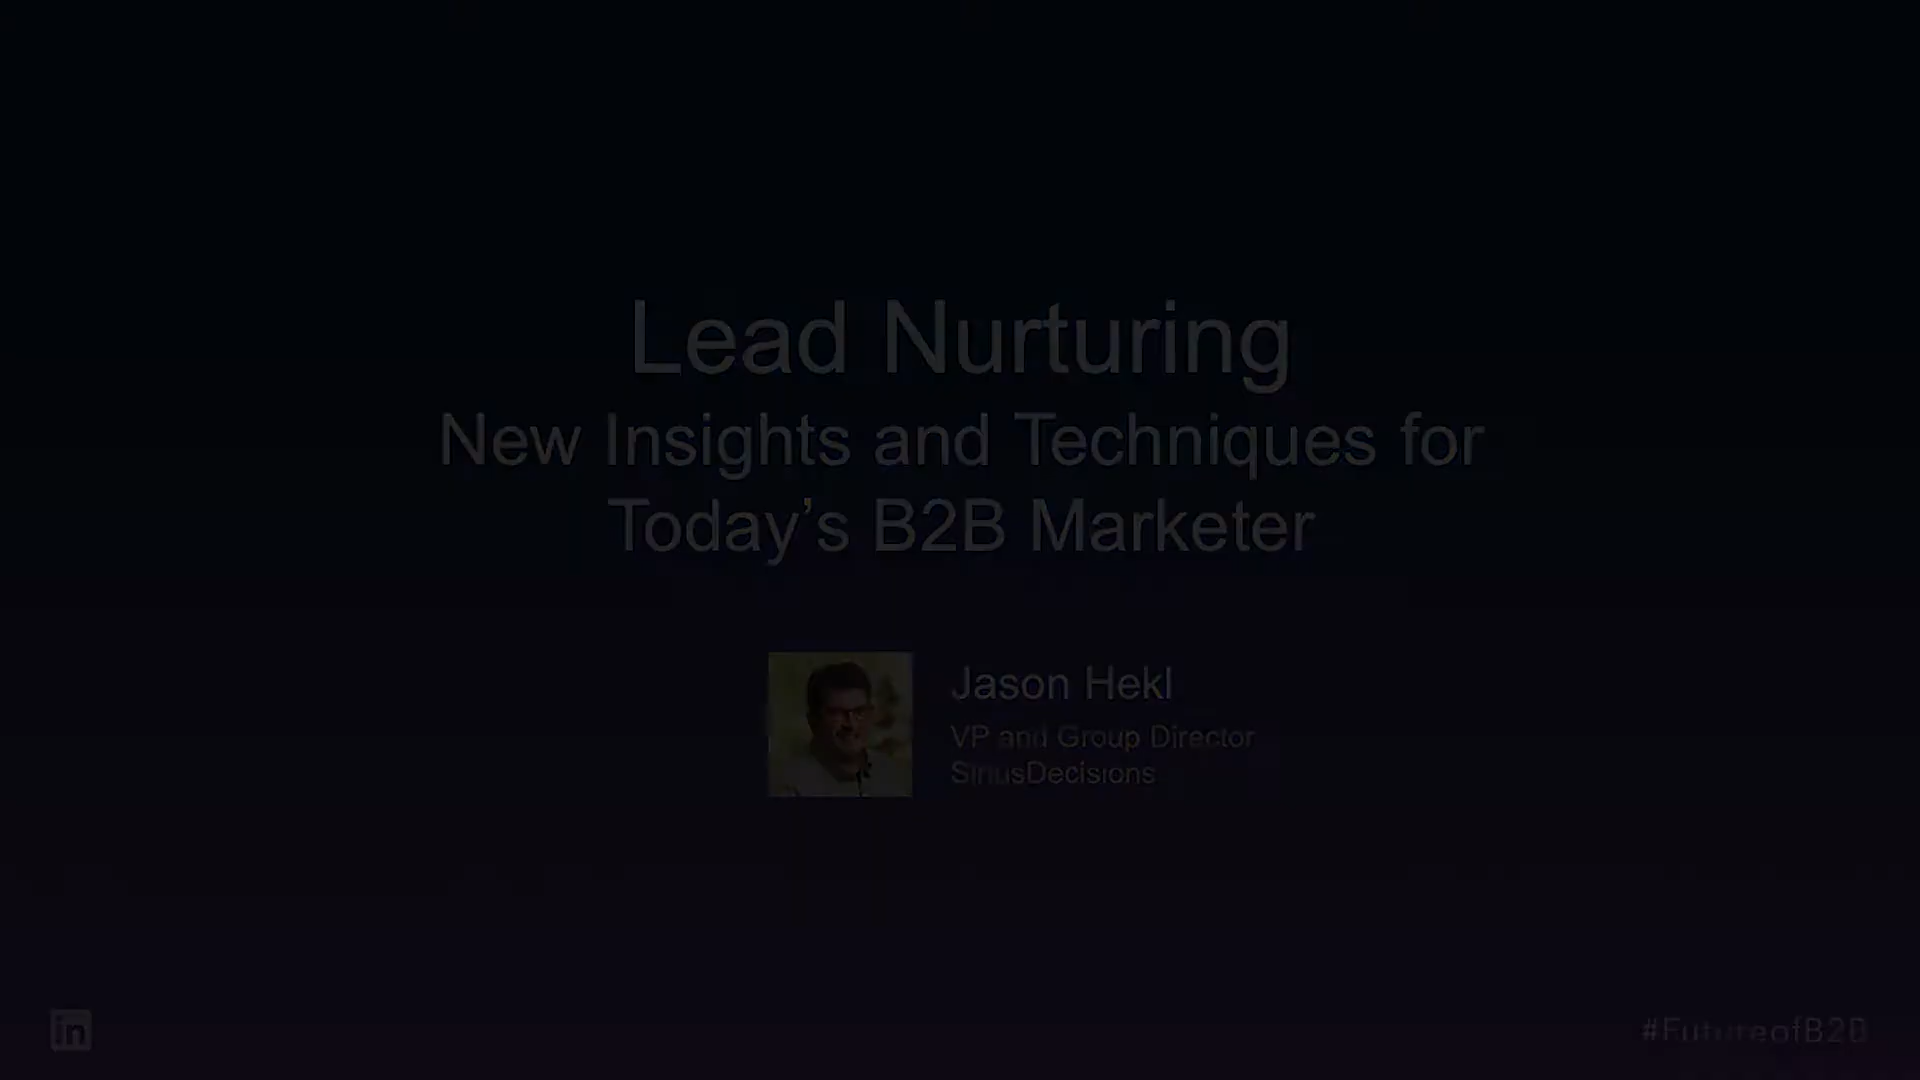 Lead Nurturing
New Insights and Techniques for
Today’s B2B Marketer
Jason Hekl
VP and Group Director
SiriusDecisions
in
#FutureofB2B